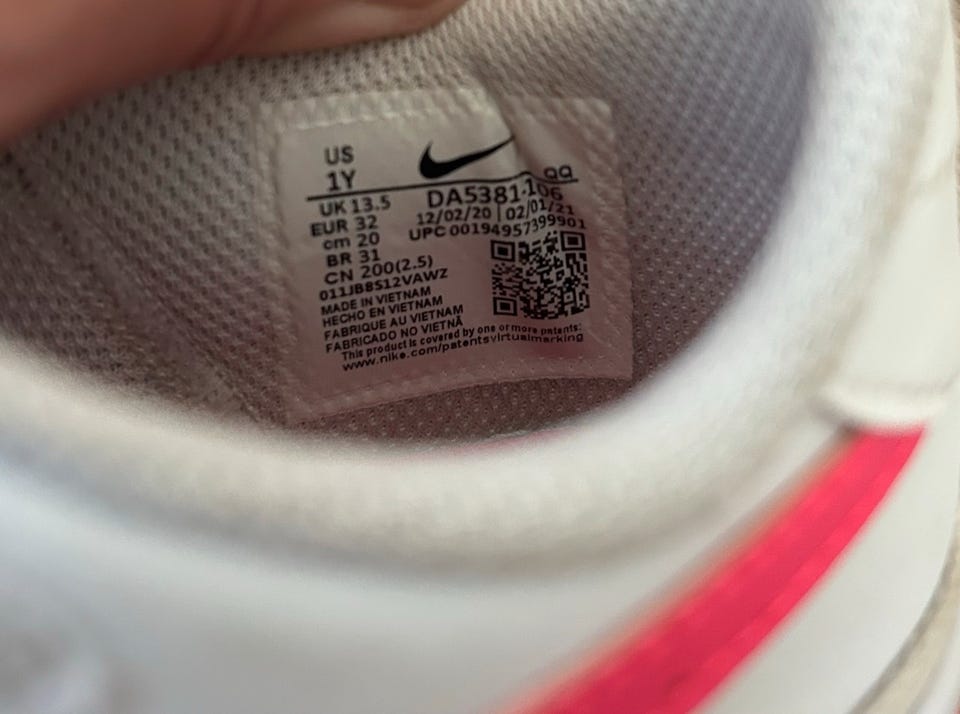 US
1Y
UK 13.5
EUR 32
cm 20
BR 31
CN 200(2.5)
QQ
DA5381-106
12/02/20 | 02/01/21
UPC 00194957399901
011JB8S12VAWZ
MADE IN VIETNAM
HECHO EN VIETNAM
FABRIQUE AU VIETNAM
FABRICADO NO VIETNÃ
This product is covered by one or more patents:
www.nike.com/patentsvirtualmarking